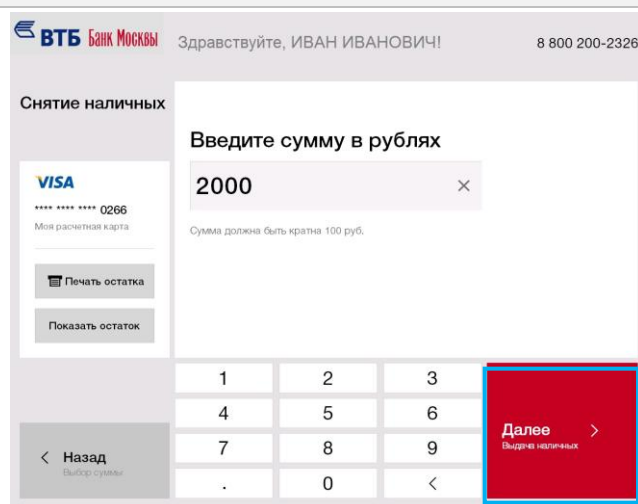 ВТБ Банк Москвы
Здравствуйте, ИВАН ИВАНОВИЧ!
8 800 200-2326
Снятие наличных
Введите сумму в рублях
2000 ×
Сумма должна быть кратна 100 руб.
VISA
**** **** **** 0266
Моя расчетная карта
Печать остатка
Показать остаток
1 2 3
4 5 6
7 8 9
. 0 <
Далее >
Выдача наличных
< Назад
Выбор суммы